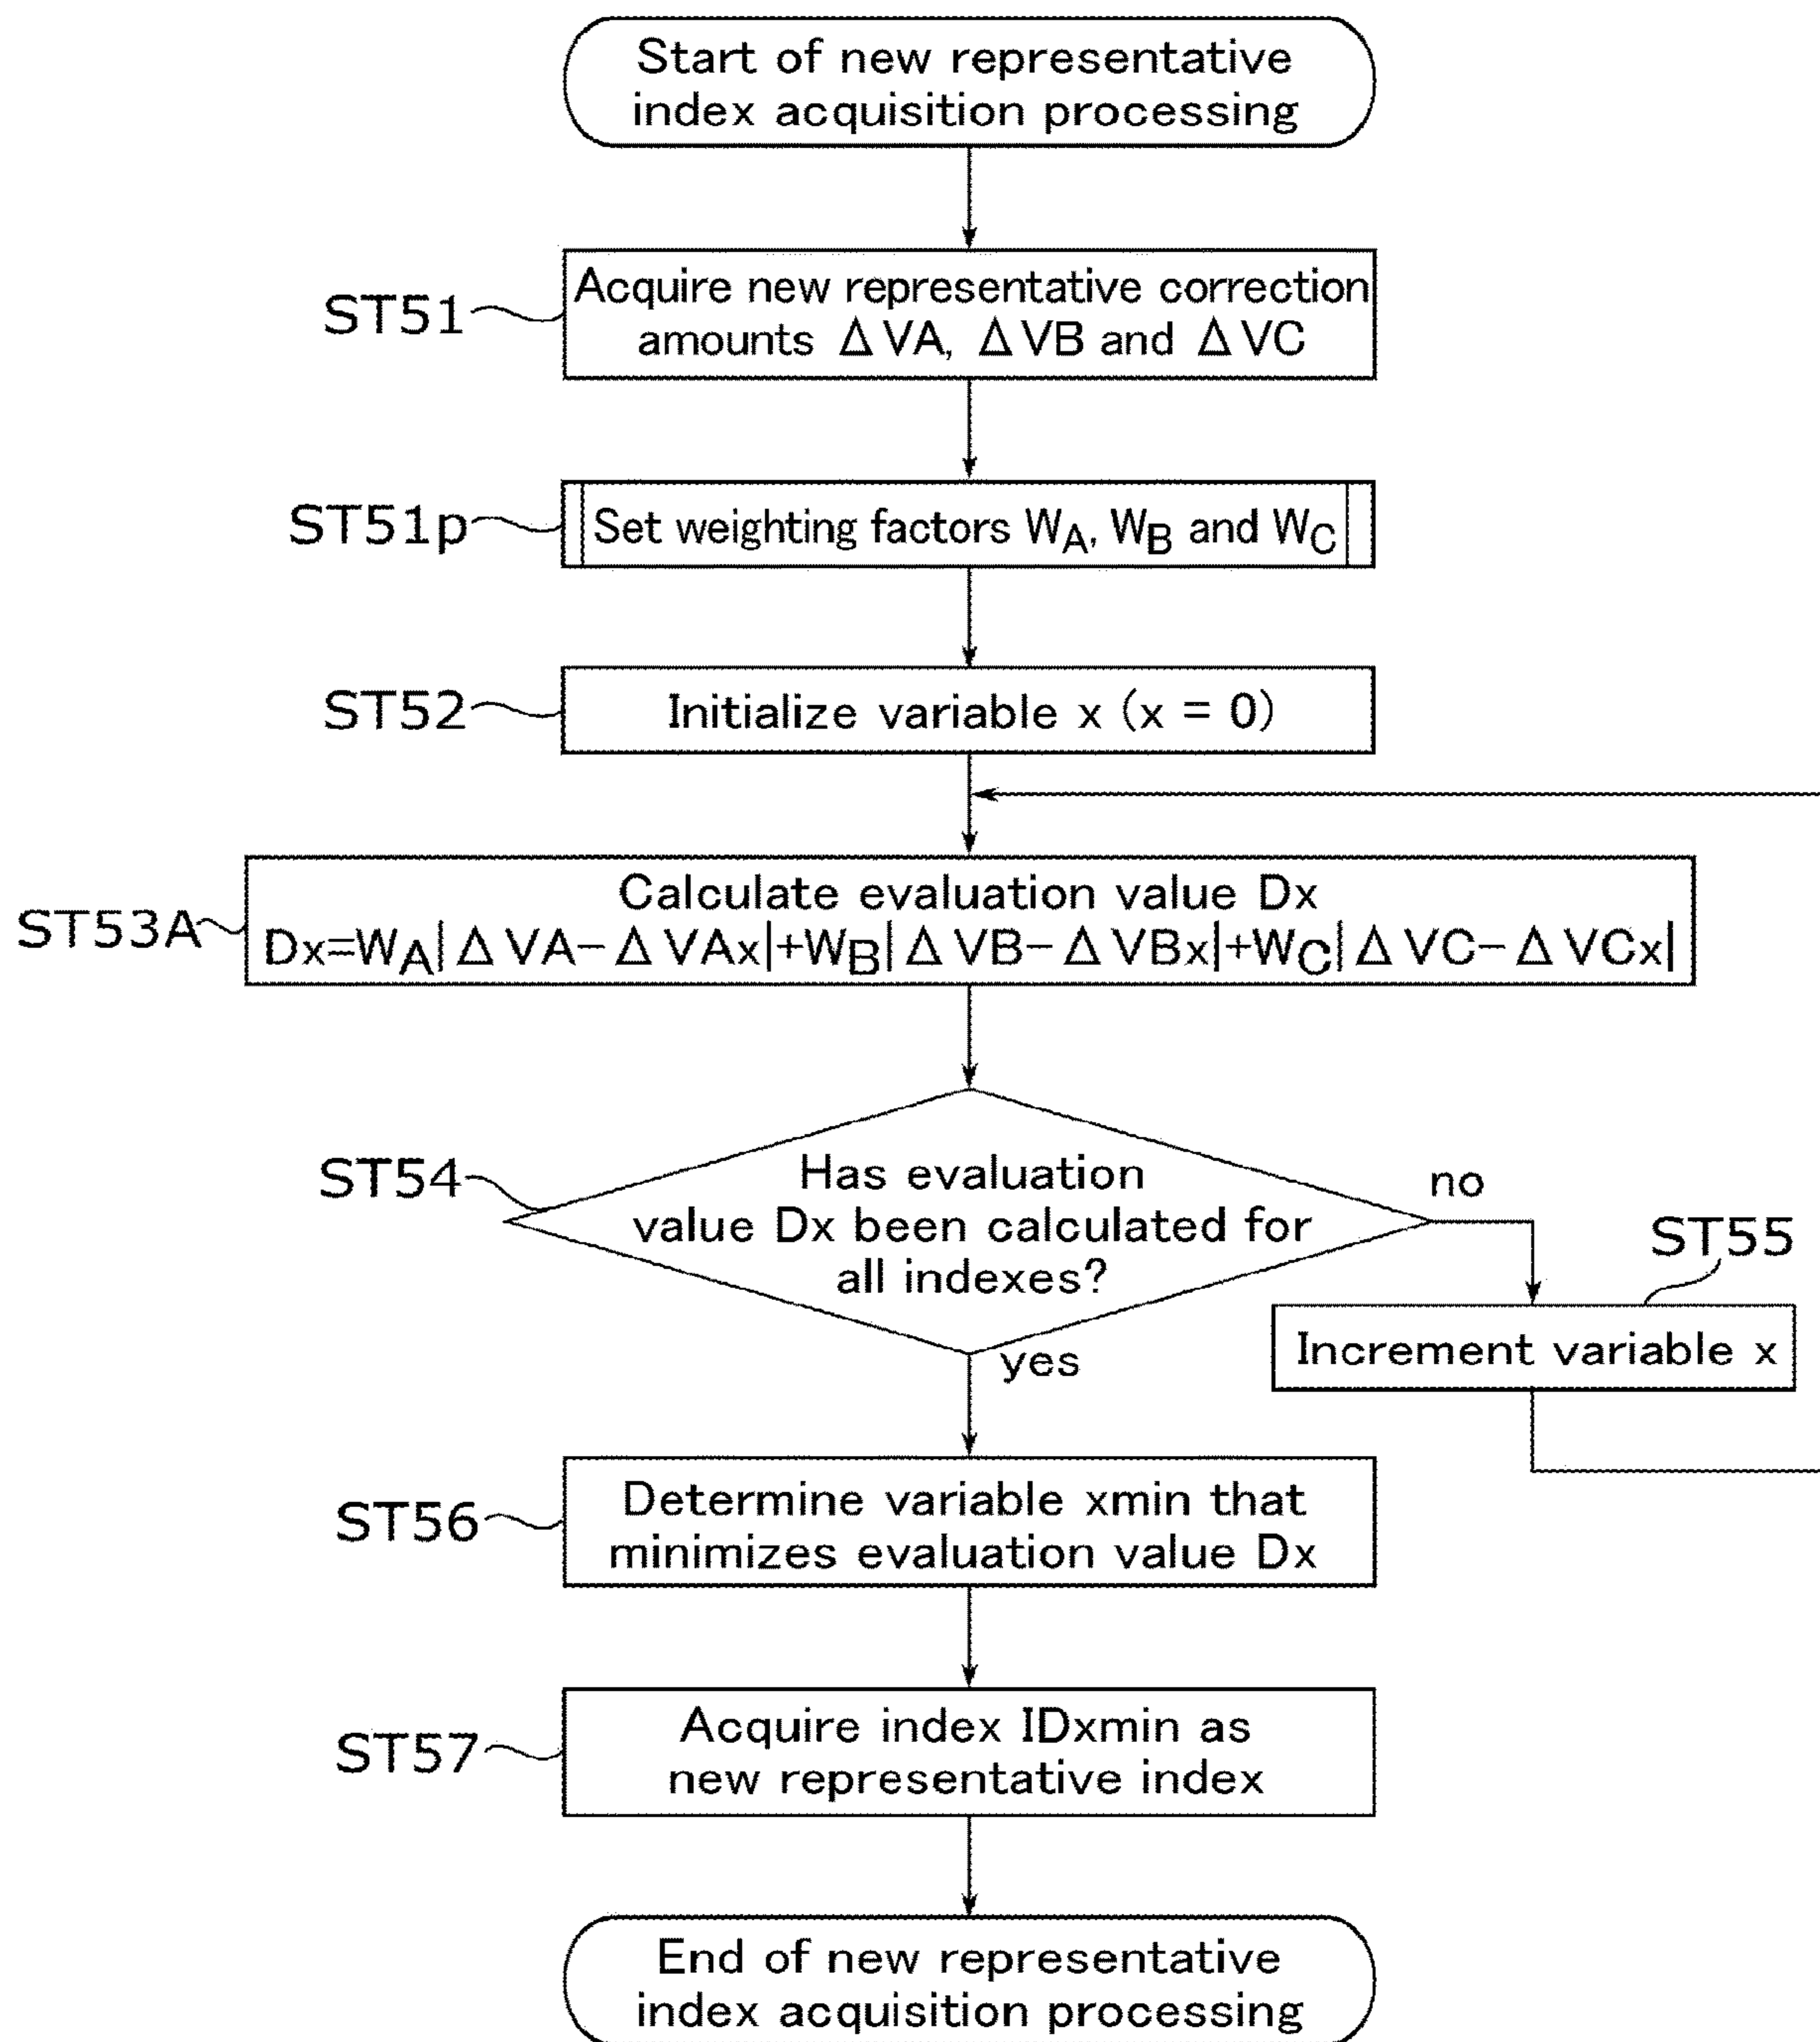 Start of new representative
index acquisition processing
ST51
Acquire new representative correction
amounts ΔVA, ΔVB and ΔVC
ST51p
Set weighting factors WA, WB and WC
ST52
Initialize variable x (x = 0)
ST53A
Calculate evaluation value Dx
Dx=WA|ΔVA-ΔVAx|+WB|ΔVB-ΔVBx|+WC|ΔVC-ΔVCx|
ST54
Has evaluation
value Dx been calculated for
all indexes?
no
ST55
Increment variable x
yes
ST56
Determine variable xmin that
minimizes evaluation value Dx
ST57
Acquire index IDxmin as
new representative index
End of new representative
index acquisition processing